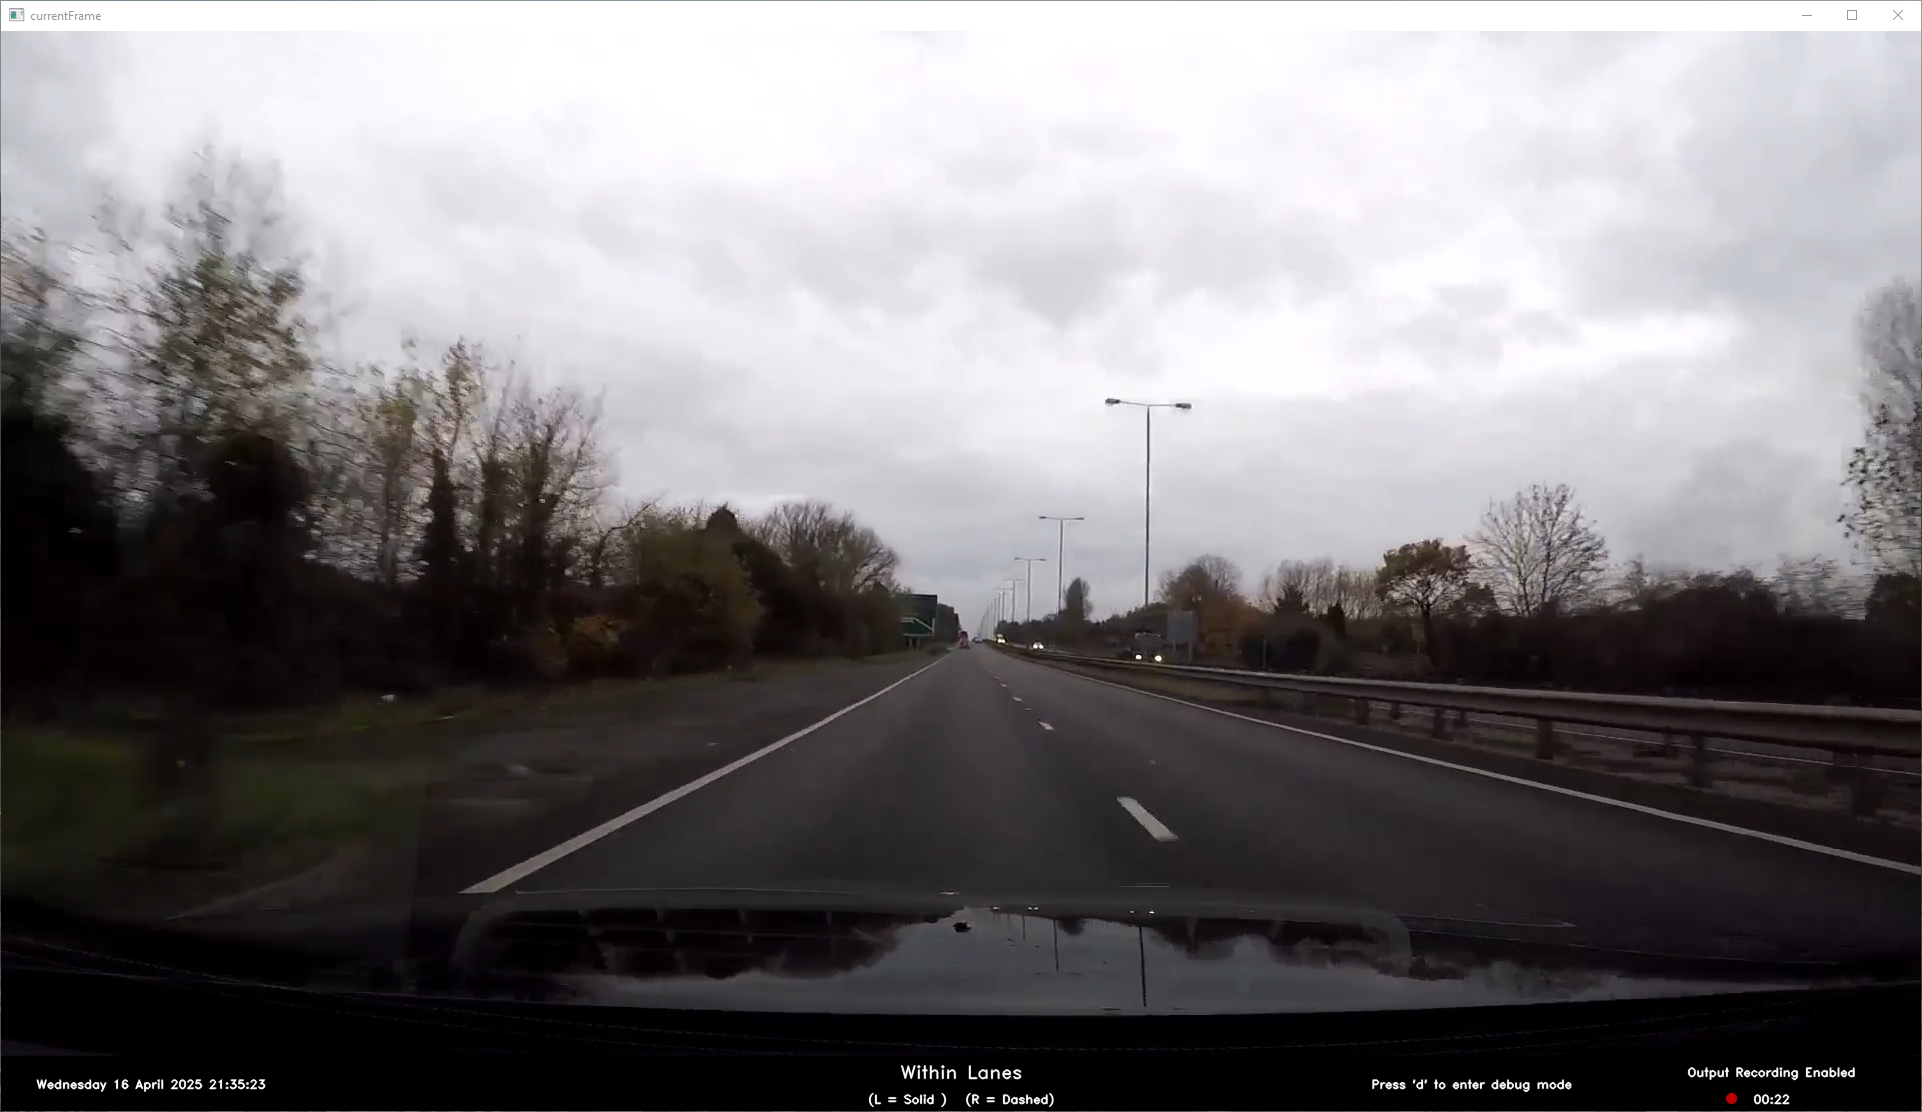 currentFrame
Within Lanes
Output Recording Enabled
Wednesday 16 April 2025 21:35:23
Press 'd' to enter debug mode
(L = Solid ) (R = Dashed)
00:22